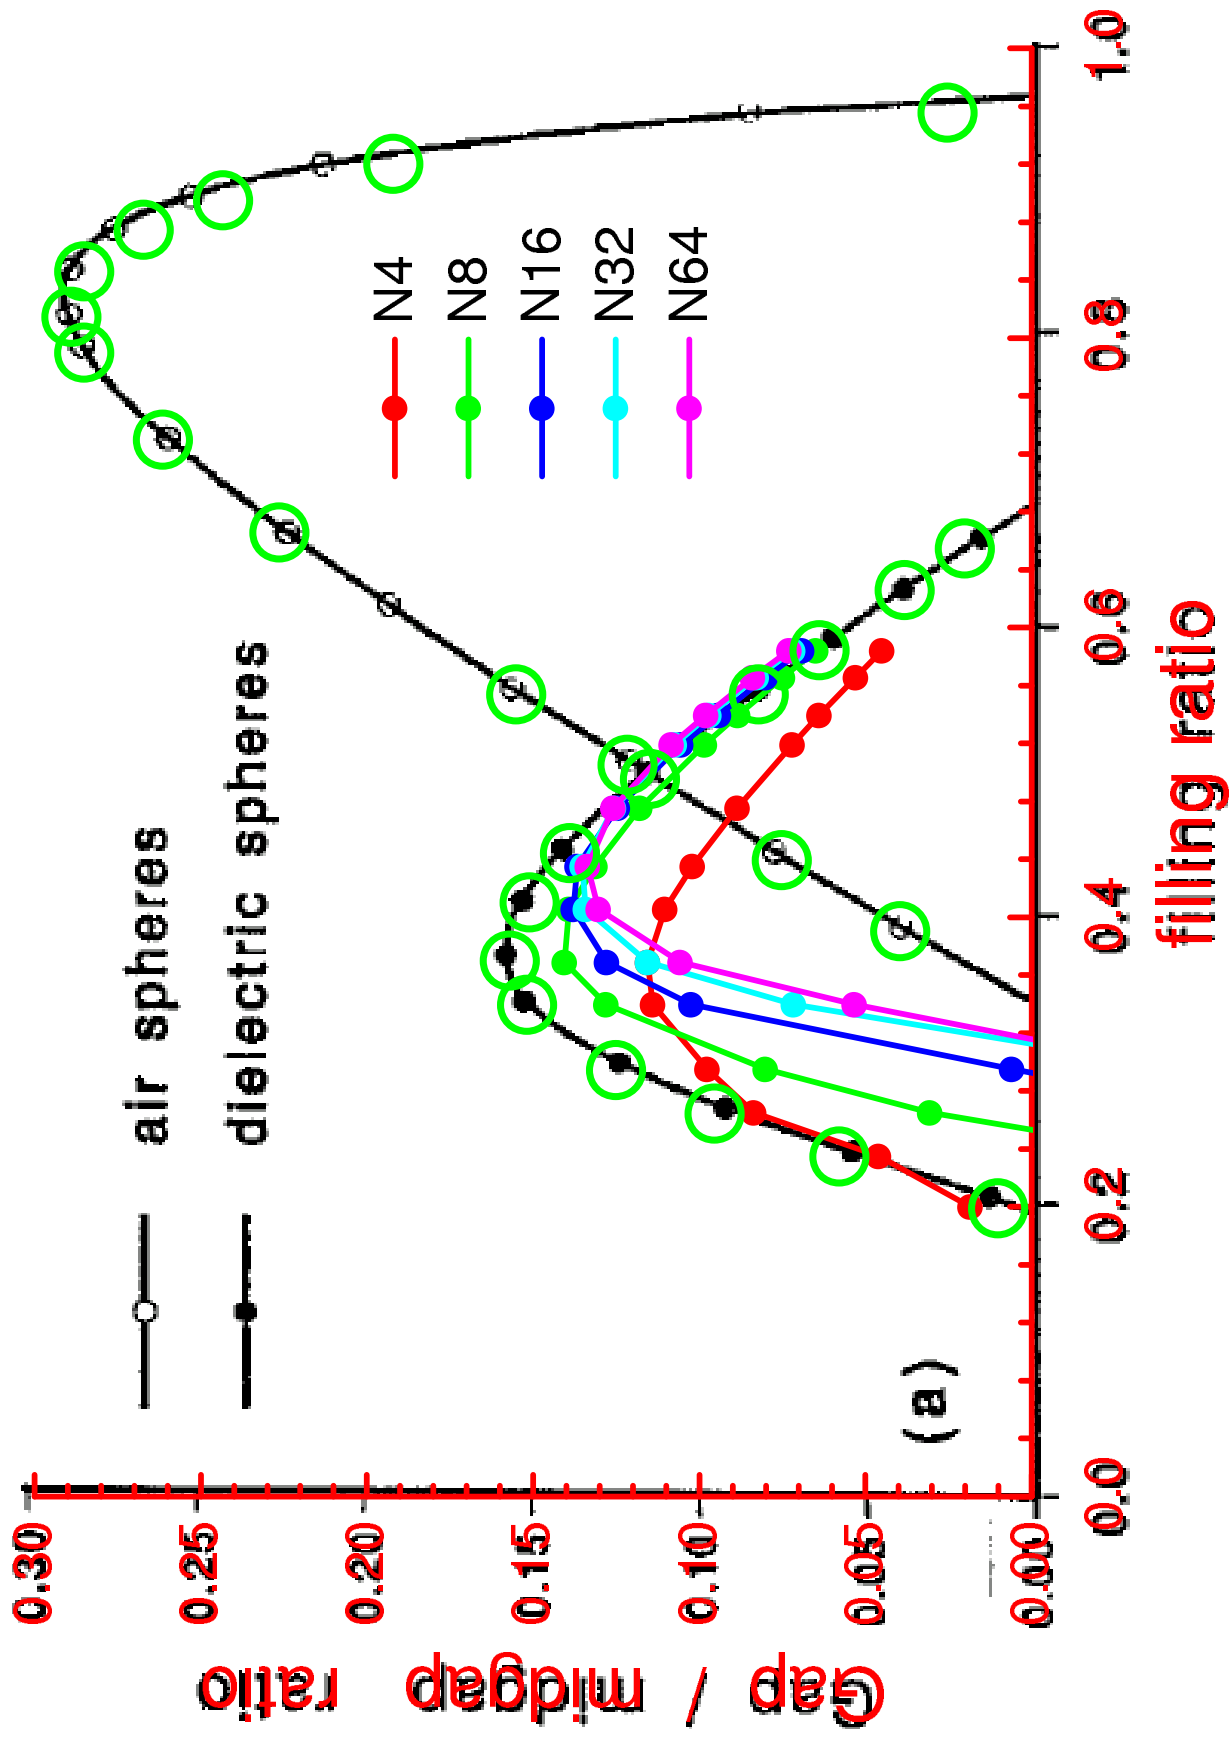 0.30
0.25
0.20
0.15
0.10
0.05
0.00
Gap / midgap ratio
air spheres
dielectric spheres
N4
N8
N16
N32
N64
(a)
0.0
0.2
0.4
0.6
0.8
1.0
filling ratio